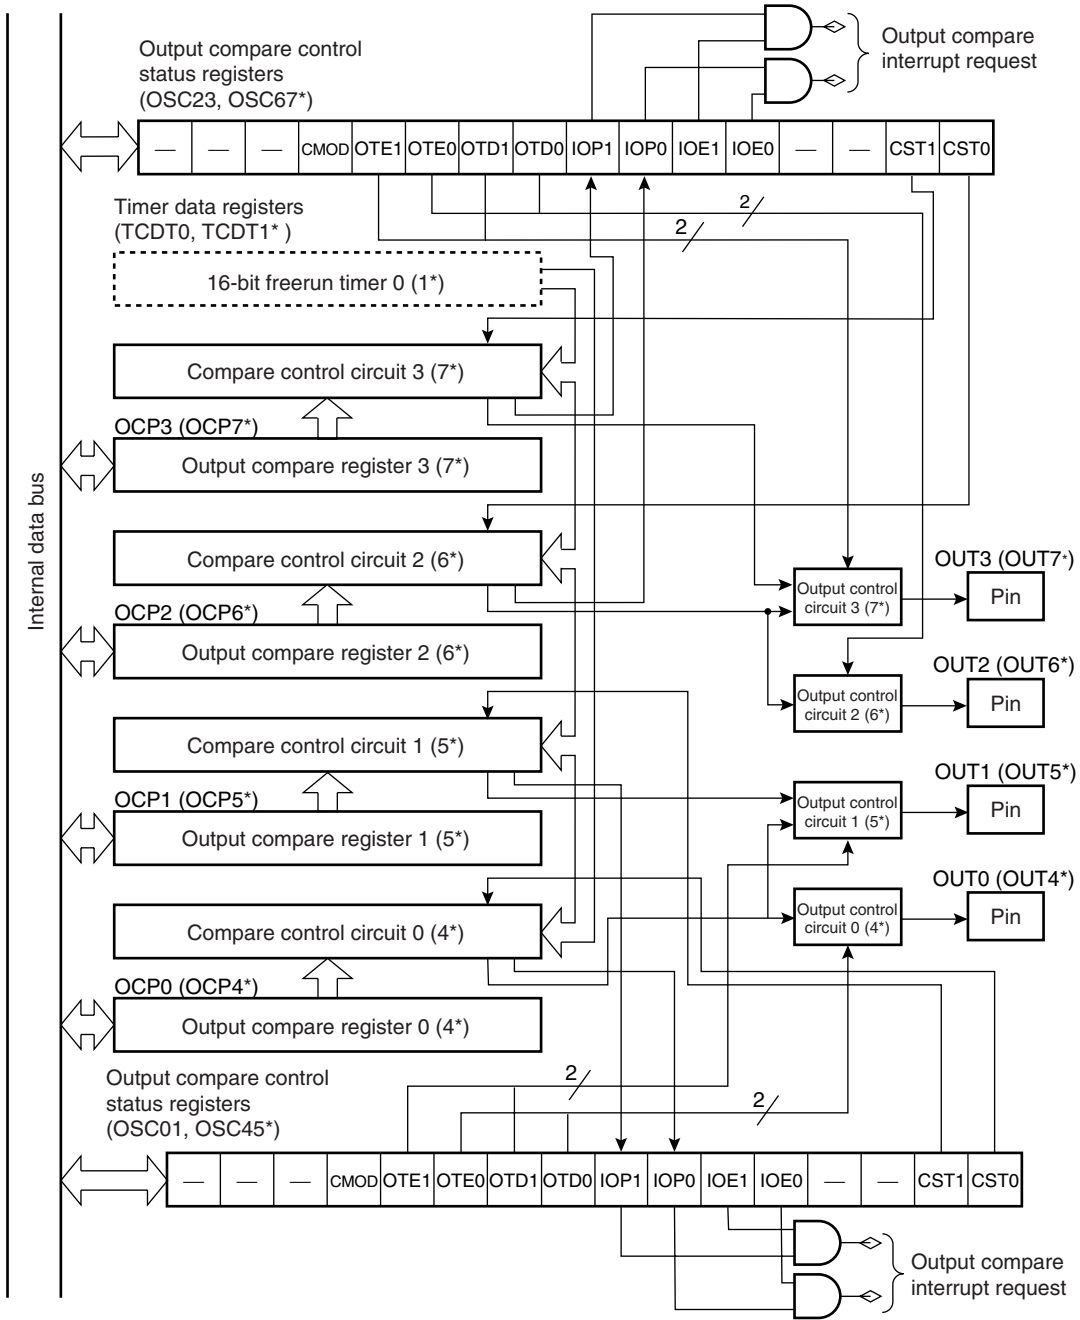 Output compare control
status registers
(OSC23, OSC67*)
Output compare
interrupt request
— — — CMOD OTE1 OTE0 OTD1 OTD0 IOP1 IOP0 IOE1 IOE0 — — CST1 CST0
Timer data registers
(TCDT0, TCDT1* )
2
2
16-bit freerun timer 0 (1*)
Compare control circuit 3 (7*)
OCP3 (OCP7*)
Output compare register 3 (7*)
Internal data bus
Compare control circuit 2 (6*)
OCP2 (OCP6*)
Output compare register 2 (6*)
OUT3 (OUT7*)
Output control
circuit 3 (7*)
Pin
OUT2 (OUT6*)
Output control
circuit 2 (6*)
Pin
Compare control circuit 1 (5*)
OCP1 (OCP5*)
Output compare register 1 (5*)
OUT1 (OUT5*)
Output control
circuit 1 (5*)
Pin
OUT0 (OUT4*)
Output control
circuit 0 (4*)
Pin
Compare control circuit 0 (4*)
OCP0 (OCP4*)
Output compare register 0 (4*)
Output compare control
status registers
(OSC01, OSC45*)
2
2
— — — CMOD OTE1 OTE0 OTD1 OTD0 IOP1 IOP0 IOE1 IOE0 — — CST1 CST0
Output compare
interrupt request